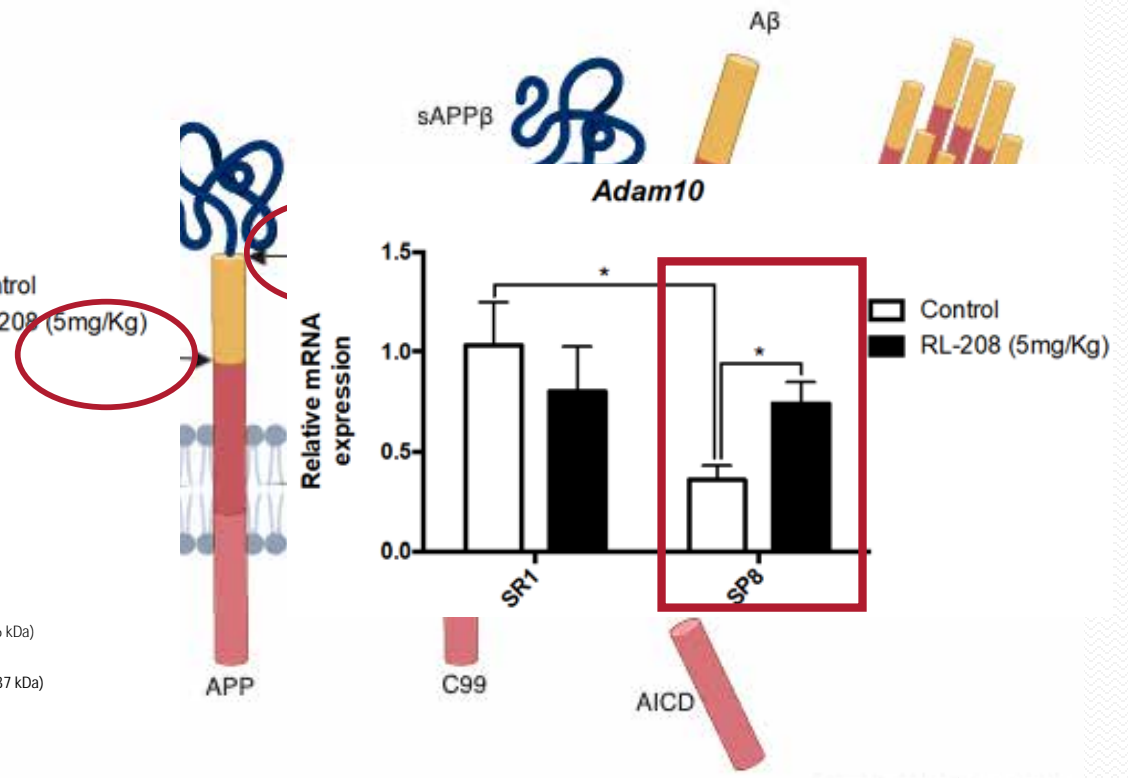 Aβ
sAPPβ
Adam10
ntrol
208 (5mg/Kg)
Relative mRNA
expression
1.5
1.0
0.5
0.0
*
*
SR1
SP8
Control
RL-208 (5mg/Kg)
kDa)
37 kDa)
APP
C99
AICD